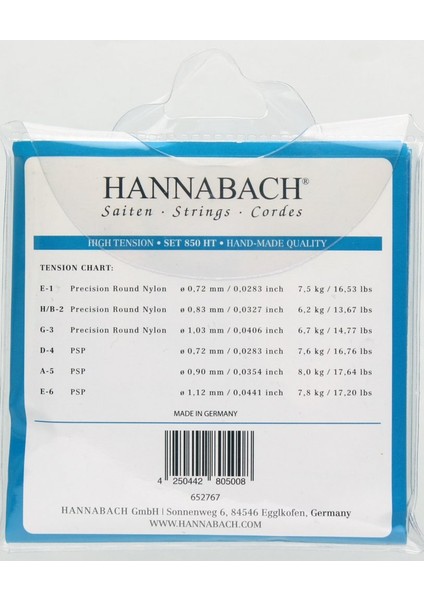 HANNABACH®
Saiten · Strings · Cordes
HIGH TENSION • SET 850 HT • HAND-MADE QUALITY
TENSION CHART:
E-1 Precision Round Nylon ø 0,72 mm / 0,0283 inch 7,5 kg / 16,53 lbs
H/B-2 Precision Round Nylon ø 0,83 mm / 0,0327 inch 6,2 kg / 13,67 lbs
G-3 Precision Round Nylon ø 1,03 mm / 0,0406 inch 6,7 kg / 14,77 lbs
D-4 PSP ø 0,72 mm / 0,0283 inch 7,6 kg / 16,76 lbs
A-5 PSP ø 0,90 mm / 0,0354 inch 8,0 kg / 17,64 lbs
E-6 PSP ø 1,12 mm / 0,0441 inch 7,8 kg / 17,20 lbs
MADE IN GERMANY
4 250442 805008
652767
HANNABACH GmbH | Sonnenweg 6, 84546 Egglkofen, Germany
WWW.HANNABACH.COM